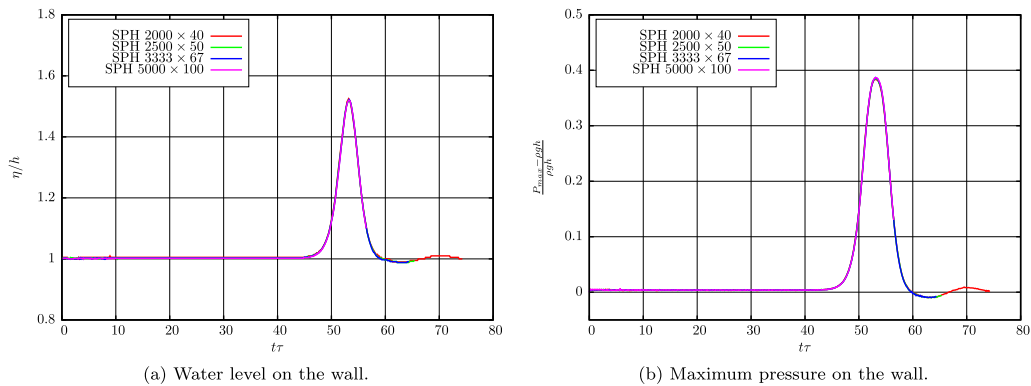 1.8
1.6
1.4
1.2
1
0.8
η/h
SPH 2000 × 40
SPH 2500 × 50
SPH 3333 × 67
SPH 5000 × 100
0 10 20 30 40 50 60 70 80
tτ
(a) Water level on the wall.
0.5
0.4
0.3
0.2
0.1
0
P_max − ρgh
ρgh
SPH 2000 × 40
SPH 2500 × 50
SPH 3333 × 67
SPH 5000 × 100
0 10 20 30 40 50 60 70 80
tτ
(b) Maximum pressure on the wall.